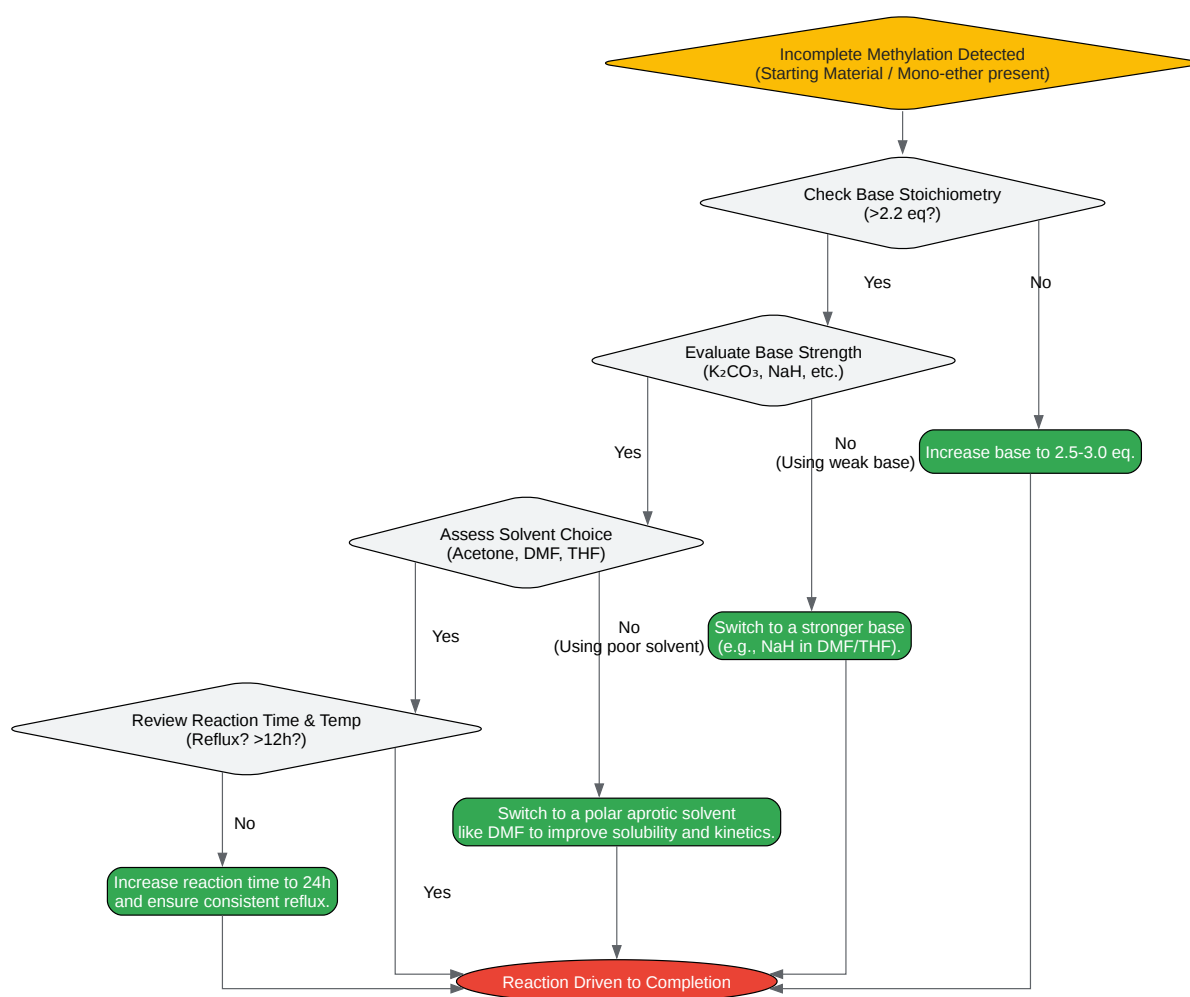 Incomplete Methylation Detected
(Starting Material / Mono-ether present)
Check Base Stoichiometry
(>2.2 eq?)
Yes
No
Evaluate Base Strength
(K₂CO₃, NaH, etc.)
Yes
No
(Using weak base)
Increase base to 2.5-3.0 eq.
Assess Solvent Choice
(Acetone, DMF, THF)
Yes
No
(Using poor solvent)
Switch to a stronger base
(e.g., NaH in DMF/THF).
Review Reaction Time & Temp
(Reflux? >12h?)
No
Switch to a polar aprotic solvent
like DMF to improve solubility and kinetics.
Increase reaction time to 24h
and ensure consistent reflux.
Yes
Reaction Driven to Completion